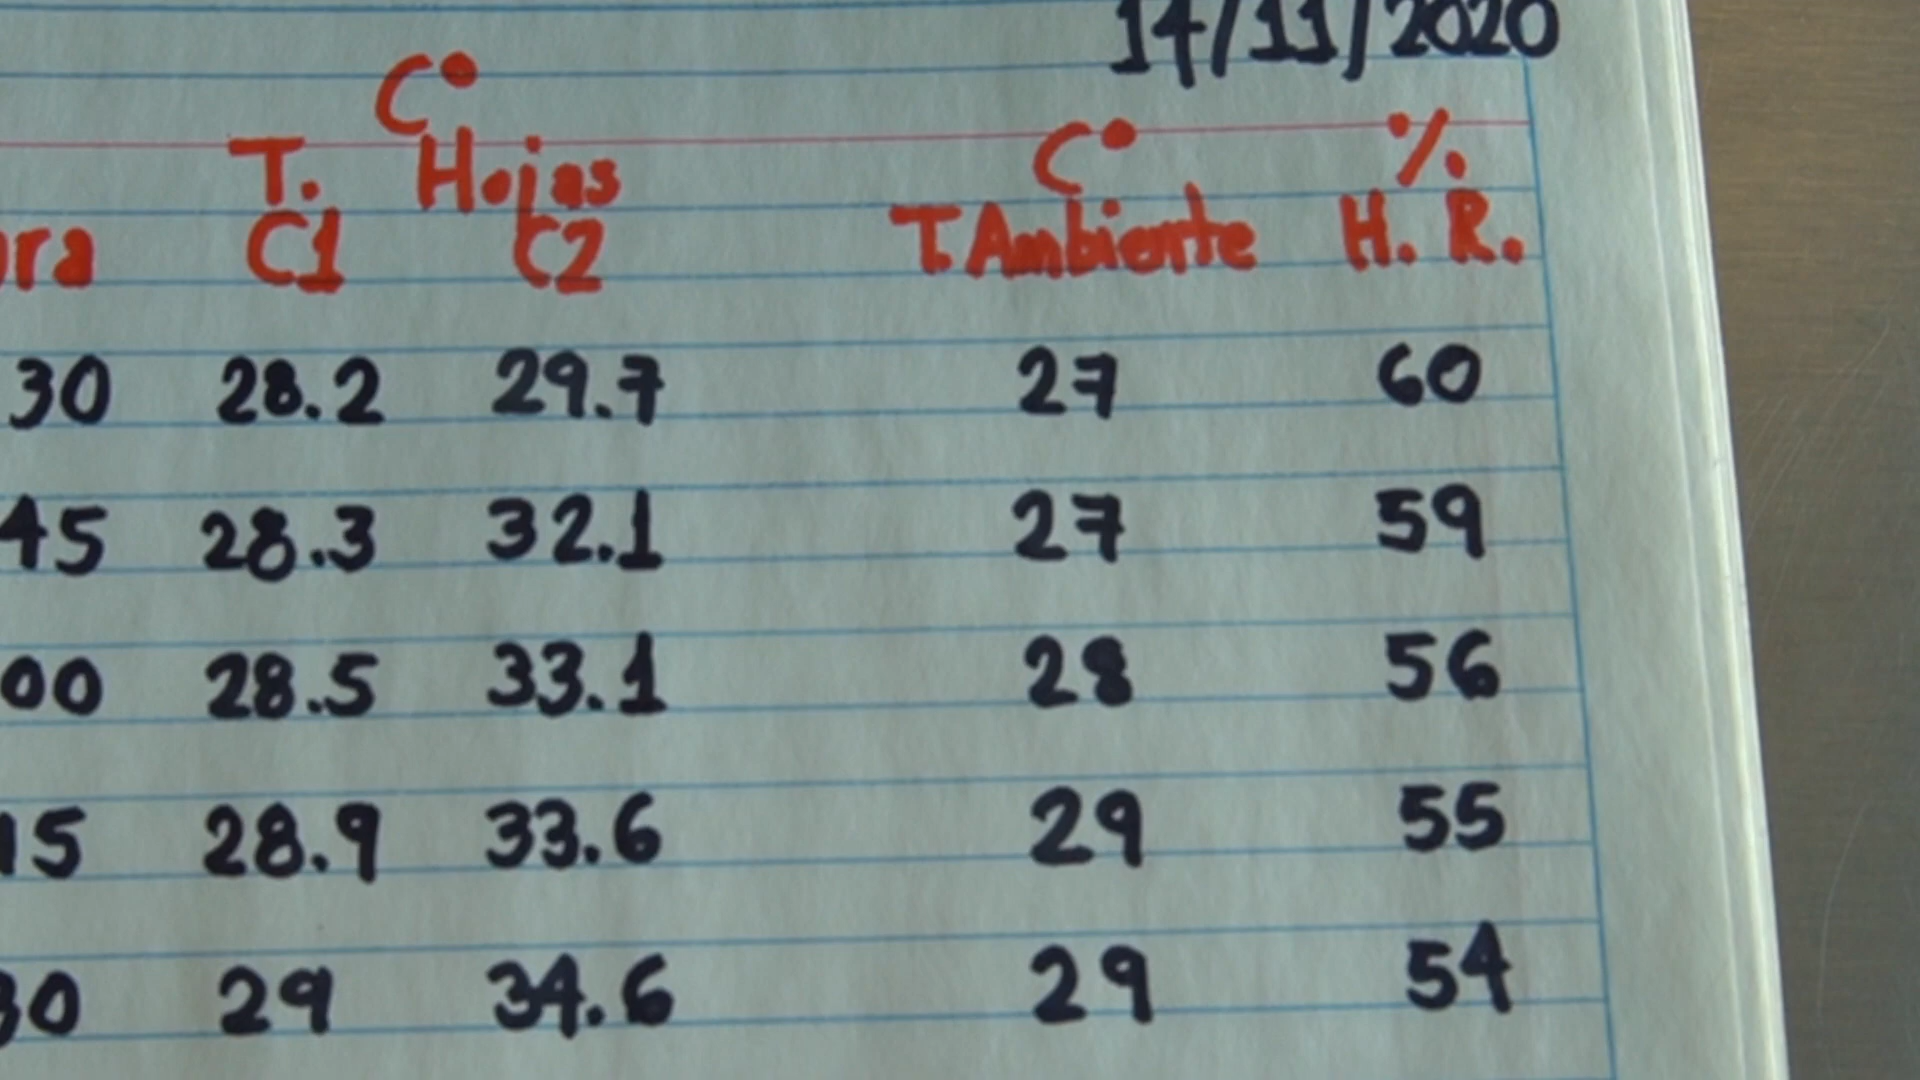 14/11/2020
C° C° %
T. Hojas
ra C1 C2 T. Ambiente H. R.
30 28.2 29.7 27 60
45 28.3 32.1 27 59
00 28.5 33.1 28 56
15 28.9 33.6 29 55
30 29 34.6 29 54